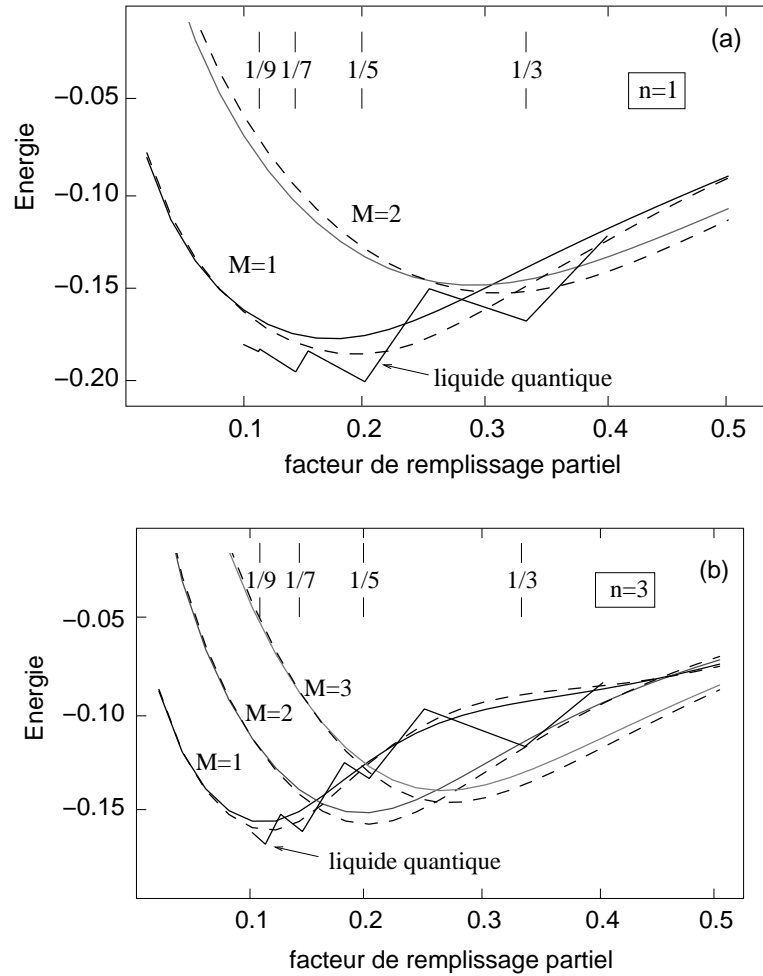 (a)
1/9 1/7 1/5 1/3
n=1
−0.05
−0.10
−0.15
−0.20
Energie
M=2
M=1
liquide quantique
0.1 0.2 0.3 0.4 0.5
facteur de remplissage partiel
(b)
1/9 1/7 1/5 1/3
n=3
−0.05
−0.10
−0.15
Energie
M=3
M=2
M=1
liquide quantique
0.1 0.2 0.3 0.4 0.5
facteur de remplissage partiel